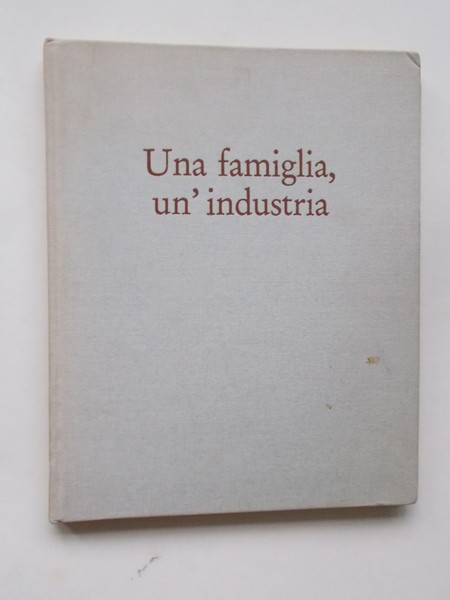 Una famiglia,
un' industria